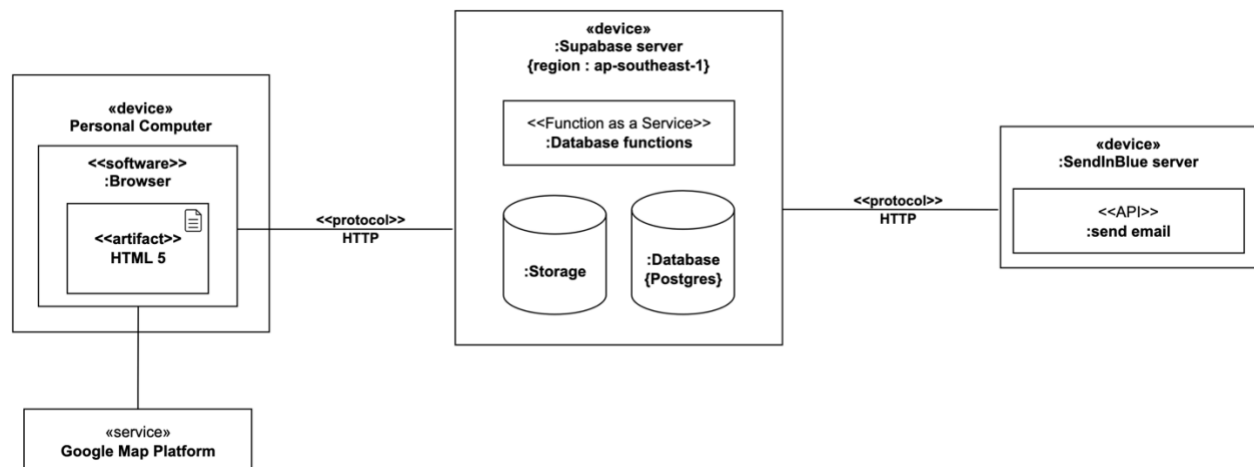 «device»
Personal Computer
<<software>>
:Browser
<<artifact>>
HTML 5
«service»
Google Map Platform
<<protocol>>
HTTP
«device»
:Supabase server
{region : ap-southeast-1}
<<Function as a Service>>
:Database functions
:Storage
:Database
{Postgres}
<<protocol>>
HTTP
«device»
:SendInBlue server
<<API>>
:send email